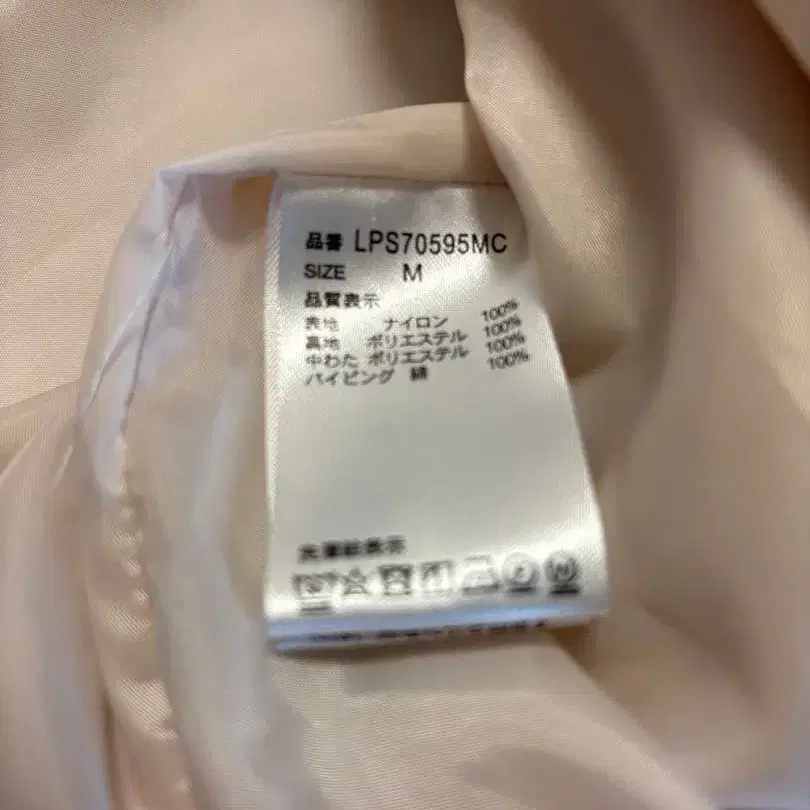 品番 LPS70595MC
SIZE M
品質表示
表地 ナイロン 100%
裏地 ポリエステル 100%
中わた ポリエステル 100%
パイピング 綿 100%
洗濯絵表示